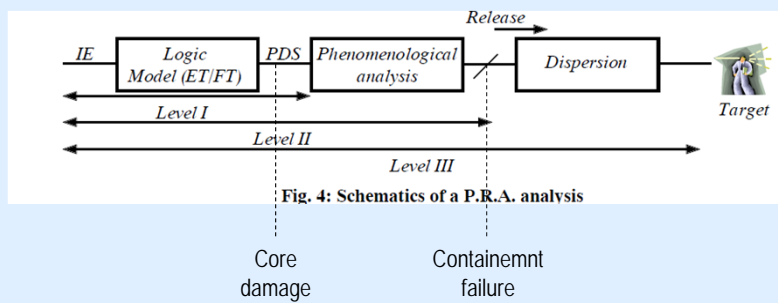 Release
IE
Logic
Model (ET/FT)
PDS
Phenomenological
analysis
Dispersion
Target
Level I
Level II
Level III
Fig. 4: Schematics of a P.R.A. analysis
Core
damage
Containemnt
failure